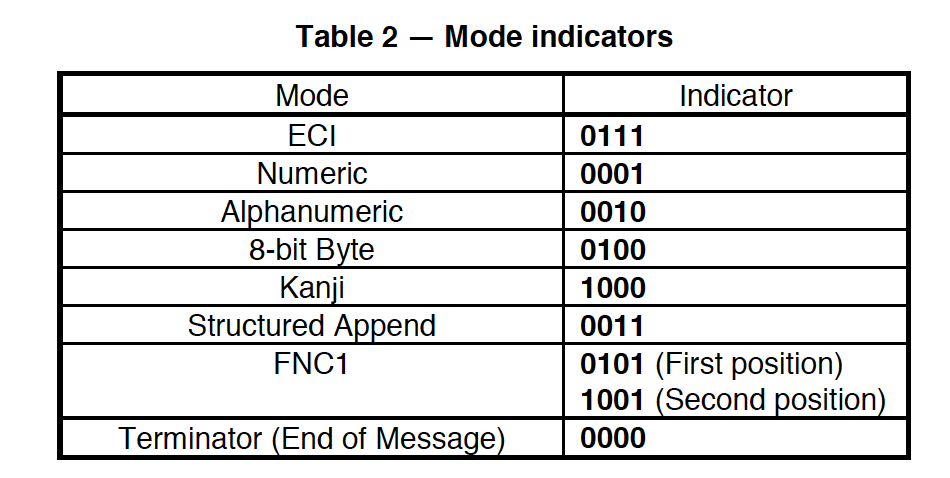 Table 2 — Mode indicators
Mode Indicator
ECI 0111
Numeric 0001
Alphanumeric 0010
8-bit Byte 0100
Kanji 1000
Structured Append 0011
FNC1 0101 (First position)
1001 (Second position)
Terminator (End of Message) 0000